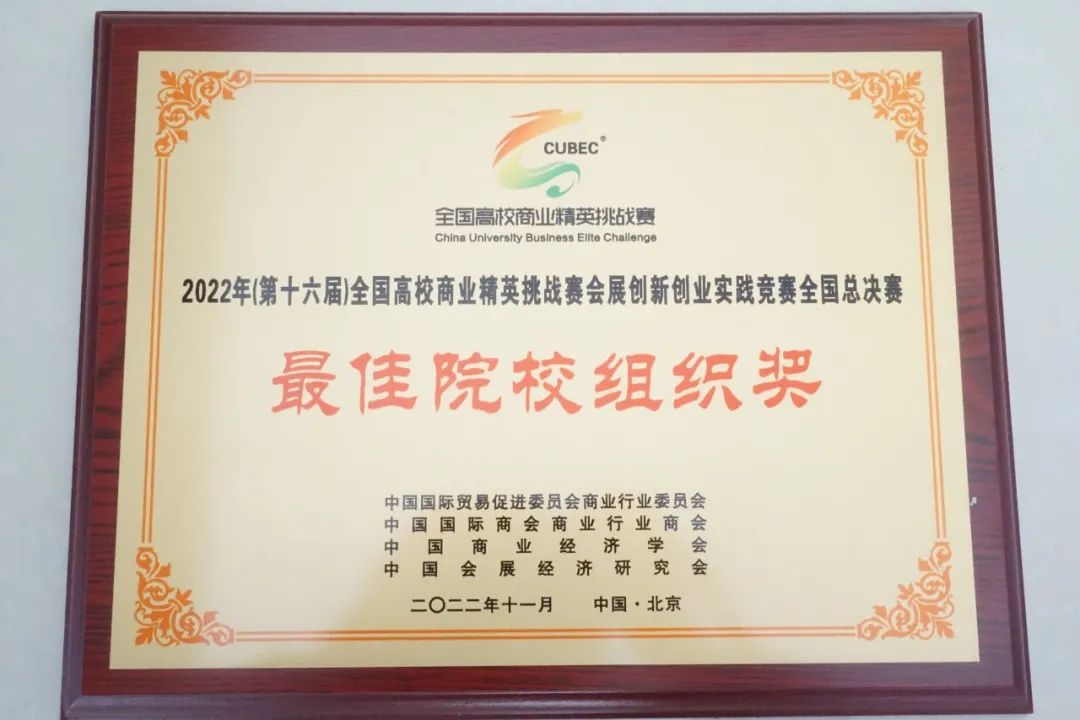 CUBEC®
全国高校商业精英挑战赛
China University Business Elite Challenge
2022年(第十六届)全国高校商业精英挑战赛会展创新创业实践竞赛全国总决赛
最佳院校组织奖
中国国际贸易促进委员会商业行业委员会
中国国际商会商业行业商会
中国商业经济学会
中国会展经济研究会
二〇二二年十一月 中国·北京